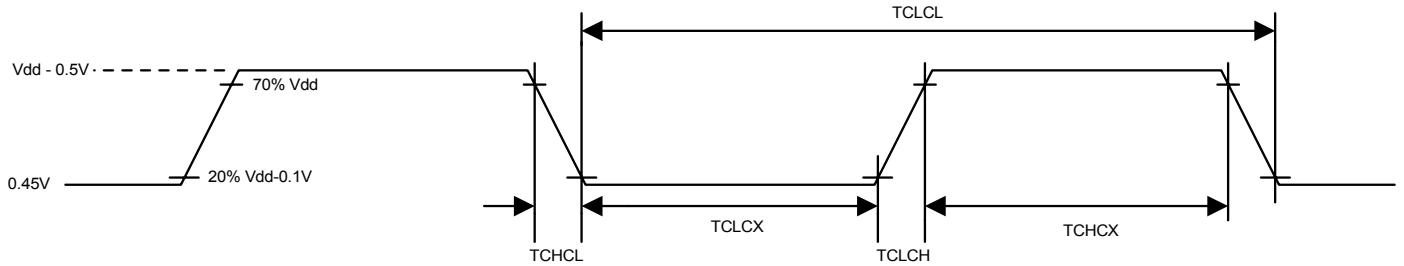 TCLCL
Vdd - 0.5V
70% Vdd
20% Vdd-0.1V
0.45V
TCLCX
TCHCX
TCHCL
TCLCH